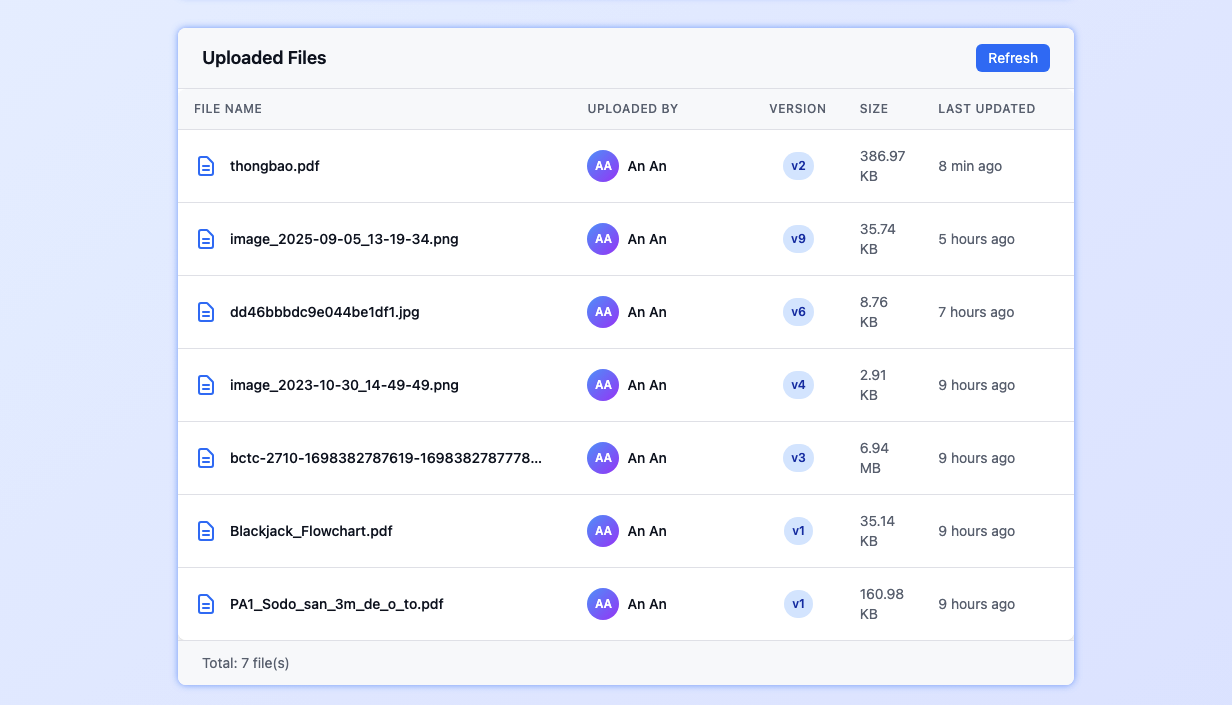 Uploaded Files
Refresh
FILE NAME UPLOADED BY VERSION SIZE LAST UPDATED
thongbao.pdf AA An An v2 386.97 KB 8 min ago
image_2025-09-05_13-19-34.png AA An An v9 35.74 KB 5 hours ago
dd46bbbdc9e044be1df1.jpg AA An An v6 8.76 KB 7 hours ago
image_2023-10-30_14-49-49.png AA An An v4 2.91 KB 9 hours ago
bctc-2710-1698382787619-1698382787778... AA An An v3 6.94 MB 9 hours ago
Blackjack_Flowchart.pdf AA An An v1 35.14 KB 9 hours ago
PA1_Sodo_san_3m_de_o_to.pdf AA An An v1 160.98 KB 9 hours ago
Total: 7 file(s)